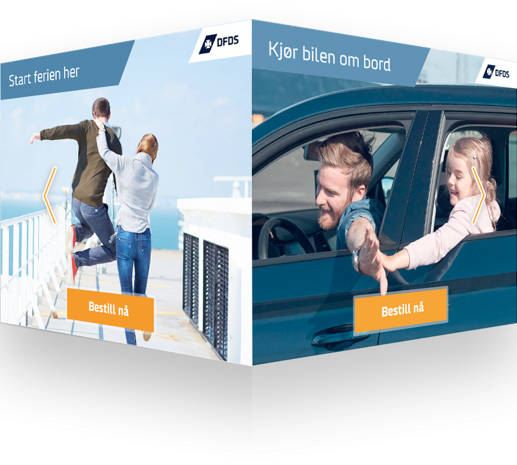 Start ferien her
DFDS
Bestill nå
Kjør bilen om bord
DFDS
Bestill nå